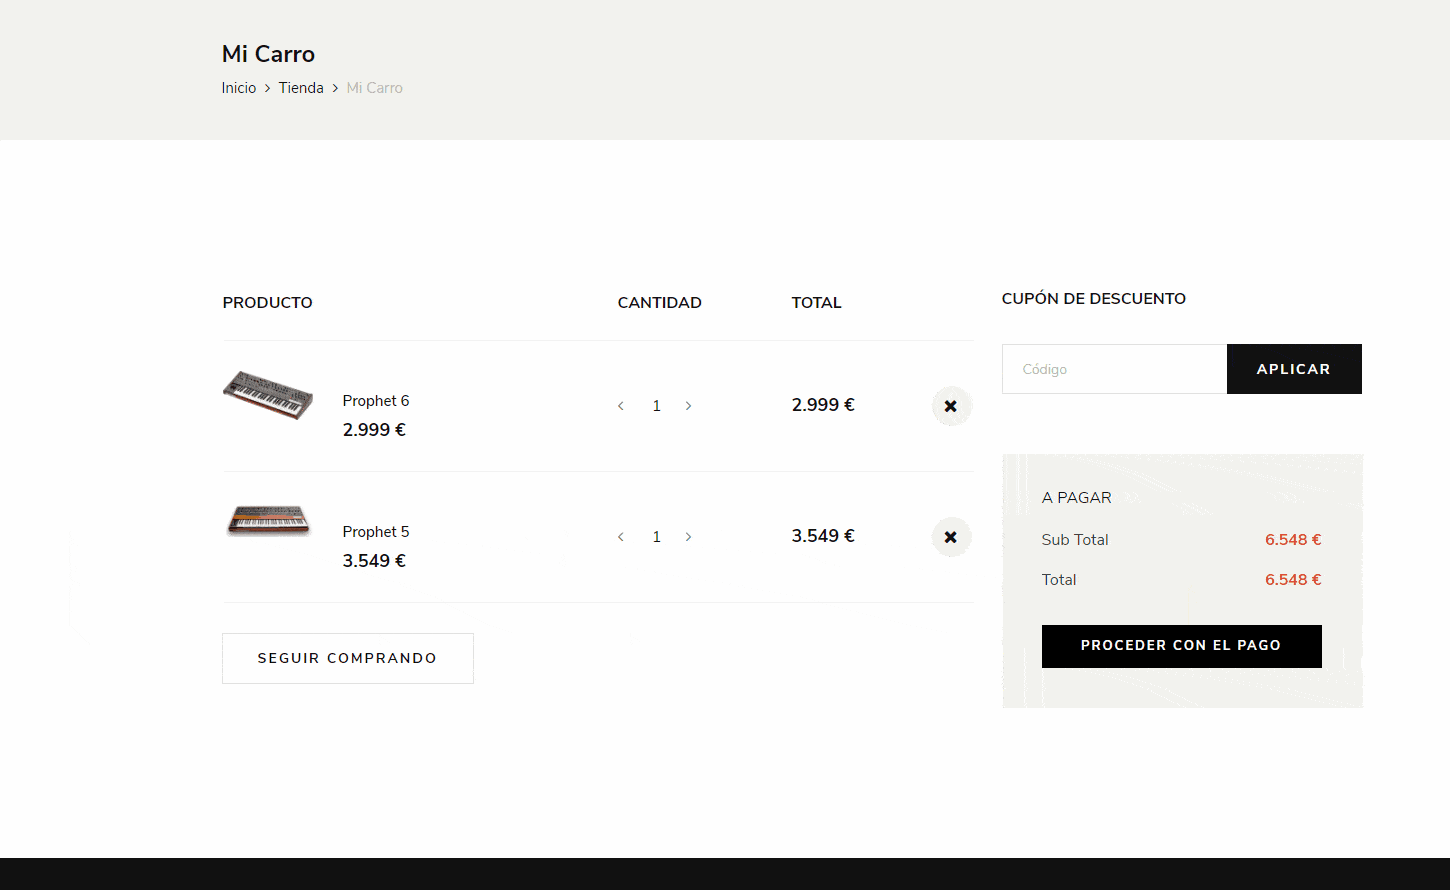 Mi Carro
Inicio > Tienda > Mi Carro
PRODUCTO CANTIDAD TOTAL
Prophet 6
2.999 €
< 1 >
2.999 €
Prophet 5
3.549 €
< 1 >
3.549 €
SEGUIR COMPRANDO
CUPÓN DE DESCUENTO
Código APLICAR
A PAGAR
Sub Total 6.548 €
Total 6.548 €
PROCEDER CON EL PAGO